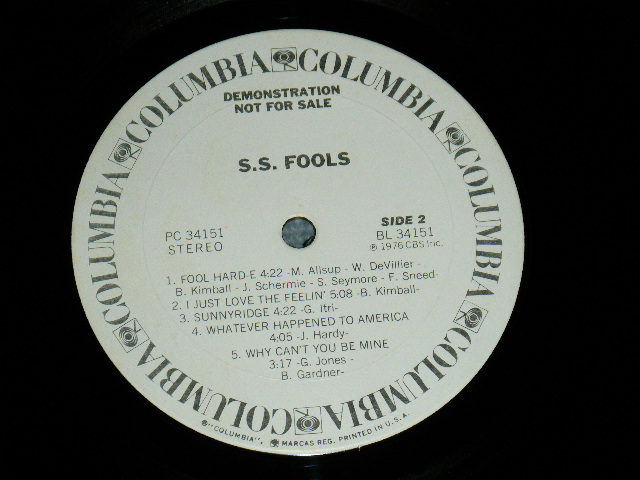 COLUMBIA COLUMBIA COLUMBIA COLUMBIA COLUMBIA COLUMBIA COLUMBIA
DEMONSTRATION
NOT FOR SALE
S.S. FOOLS
PC 34151
STEREO
SIDE 2
BL 34151
℗ 1976 CBS Inc.
1. FOOL HARD-E 4:22 -M. Allsup - W. DeVillier -
B. Kimball - J. Schermie - S. Seymore - F. Sneed-
2. I JUST LOVE THE FEELIN' 5:08 -B. Kimball-
3. SUNNYRIDGE 4:22 -G. Itri-
4. WHATEVER HAPPENED TO AMERICA
4:05 -J. Hardy-
5. WHY CAN'T YOU BE MINE
3:17 -G. Jones -
B. Gardner-
®"COLUMBIA", MARCAS REG. PRINTED IN U.S.A.